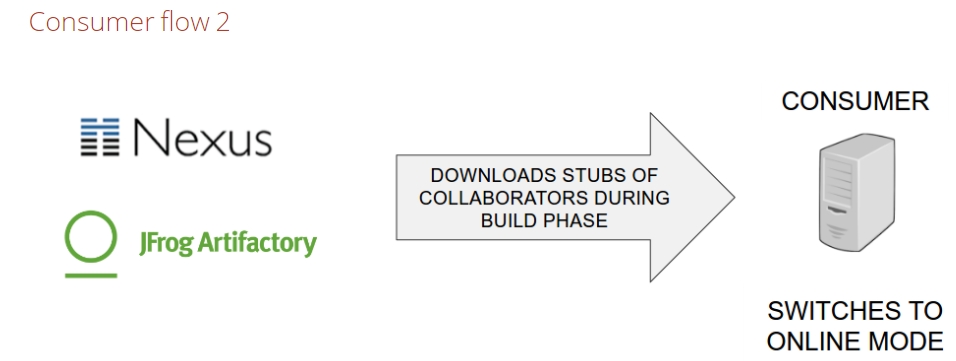 Consumer flow 2
Nexus
JFrog Artifactory
DOWNLOADS STUBS OF
COLLABORATORS DURING
BUILD PHASE
CONSUMER
SWITCHES TO
ONLINE MODE